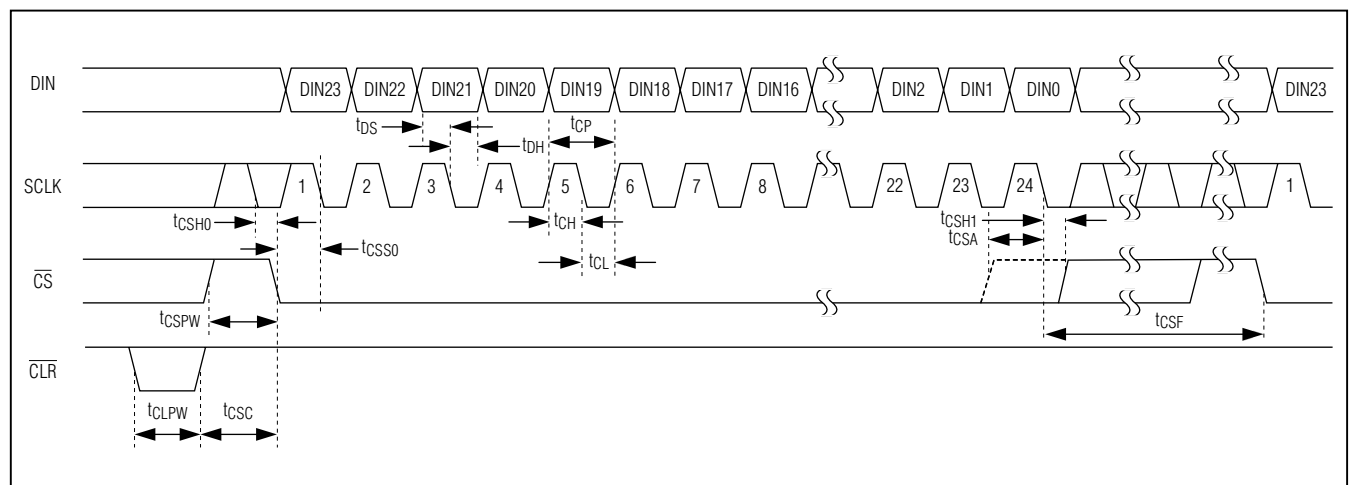 DIN DIN23 DIN22 DIN21 DIN20 DIN19 DIN18 DIN17 DIN16 DIN2 DIN1 DIN0 DIN23
tDS tDH tCP
SCLK 1 2 3 4 5 6 7 8 22 23 24 1
tCSH0 tCH tCSH1
tCSS0 tCL tCSA
CS
tCSPW tCSF
CLR
tCLPW tCSC